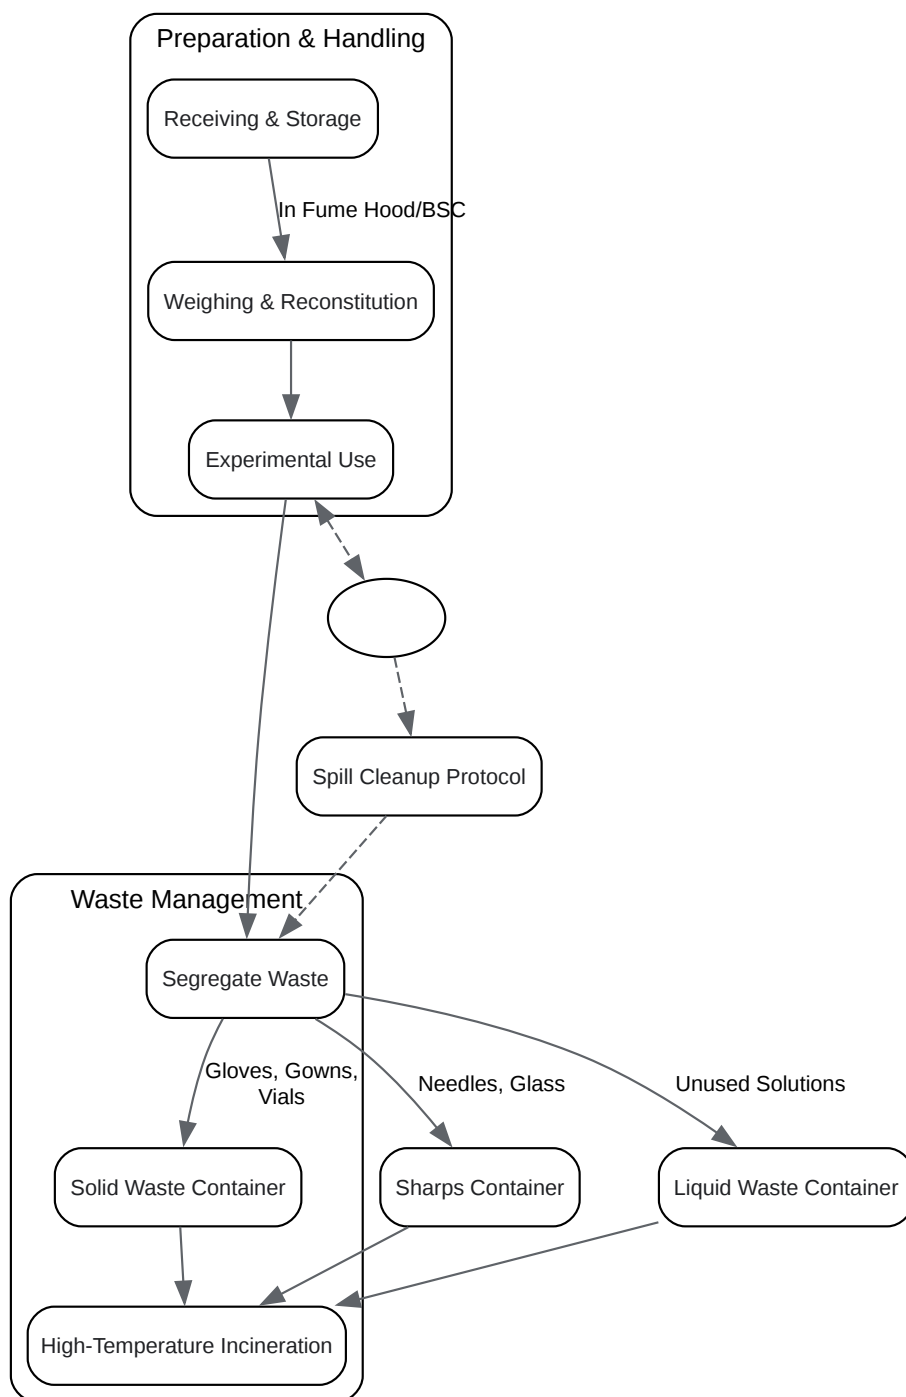 Preparation & Handling
Receiving & Storage
In Fume Hood/BSC
Weighing & Reconstitution
Experimental Use
Spill Cleanup Protocol
Waste Management
Segregate Waste
Gloves, Gowns,
Vials
Needles, Glass
Unused Solutions
Solid Waste Container
Sharps Container
Liquid Waste Container
High-Temperature Incineration